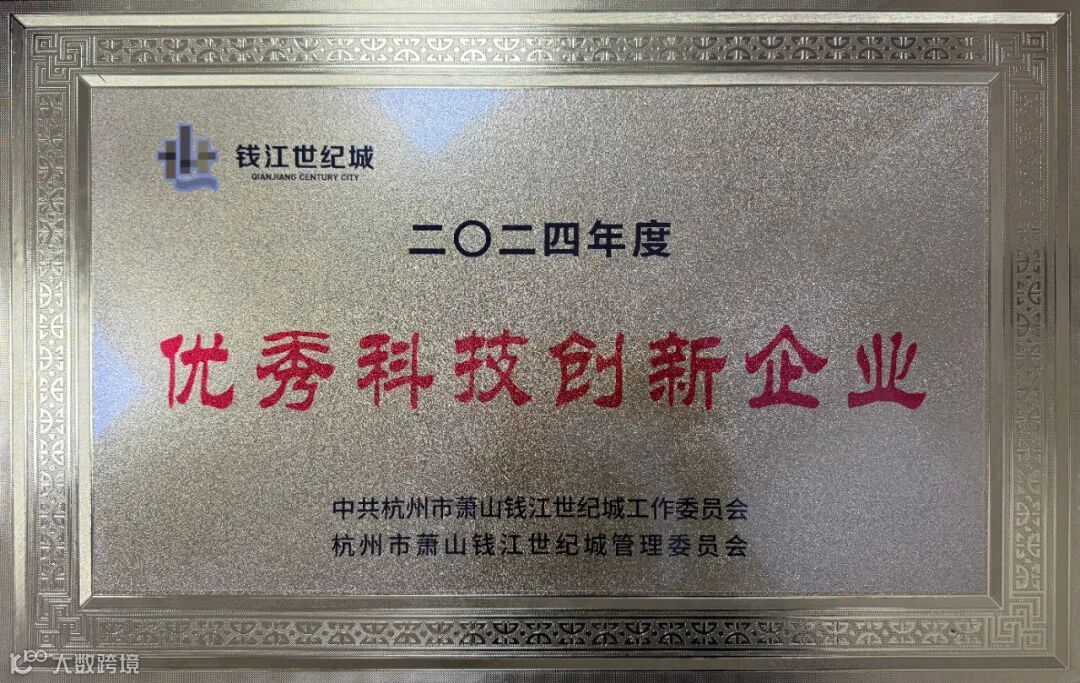 钱江世纪城
QIANJIANG CENTURY CITY
二〇二四年度
优秀科技创新企业
中共杭州市萧山钱江世纪城工作委员会
杭州市萧山钱江世纪城管理委员会
大数跨境